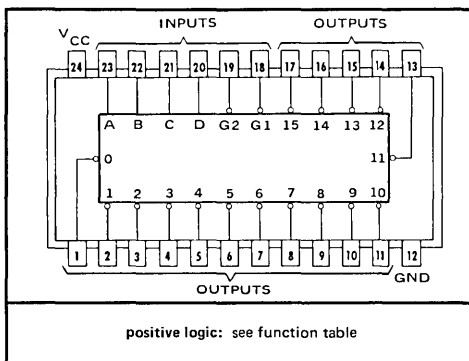 INPUTS OUTPUTS
VCC
24 23 22 21 20 19 18 17 16 15 14 13
A B C D G2 G1 15 14 13 12
0 11
1 2 3 4 5 6 7 8 9 10
1 2 3 4 5 6 7 8 9 10 11 12
OUTPUTS GND
positive logic: see function table